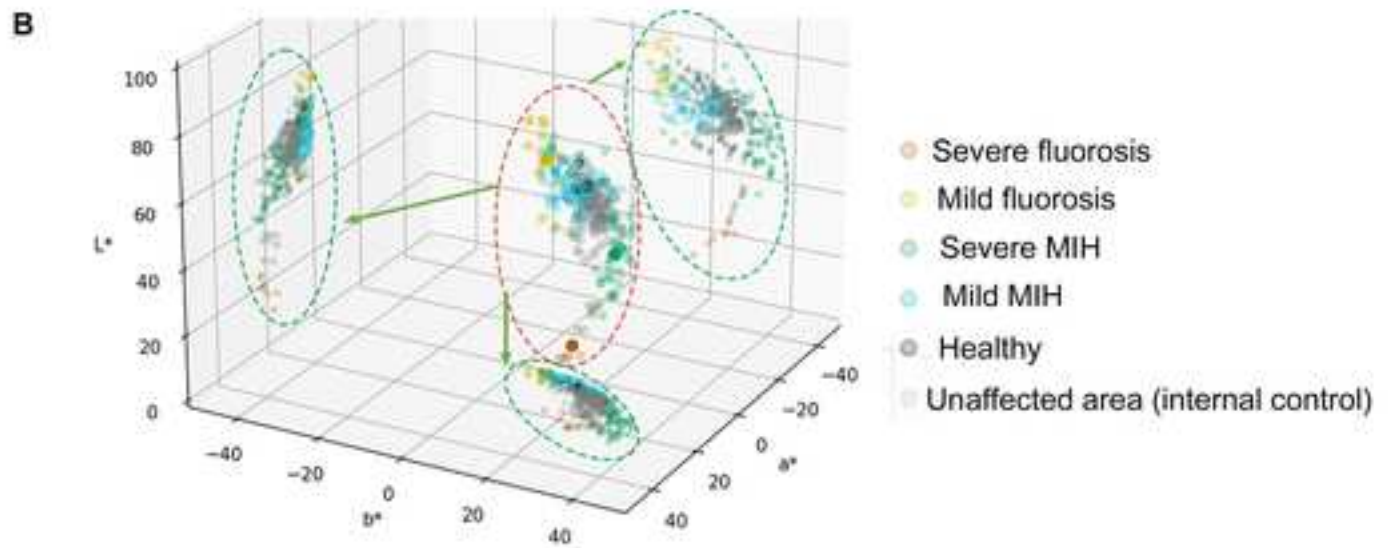 B
100
80
60
40
20
0
L*
−40
−20
0
20
40
b*
−40
−20
0
20
40
a*
Severe fluorosis
Mild fluorosis
Severe MIH
Mild MIH
Healthy
Unaffected area (internal control)